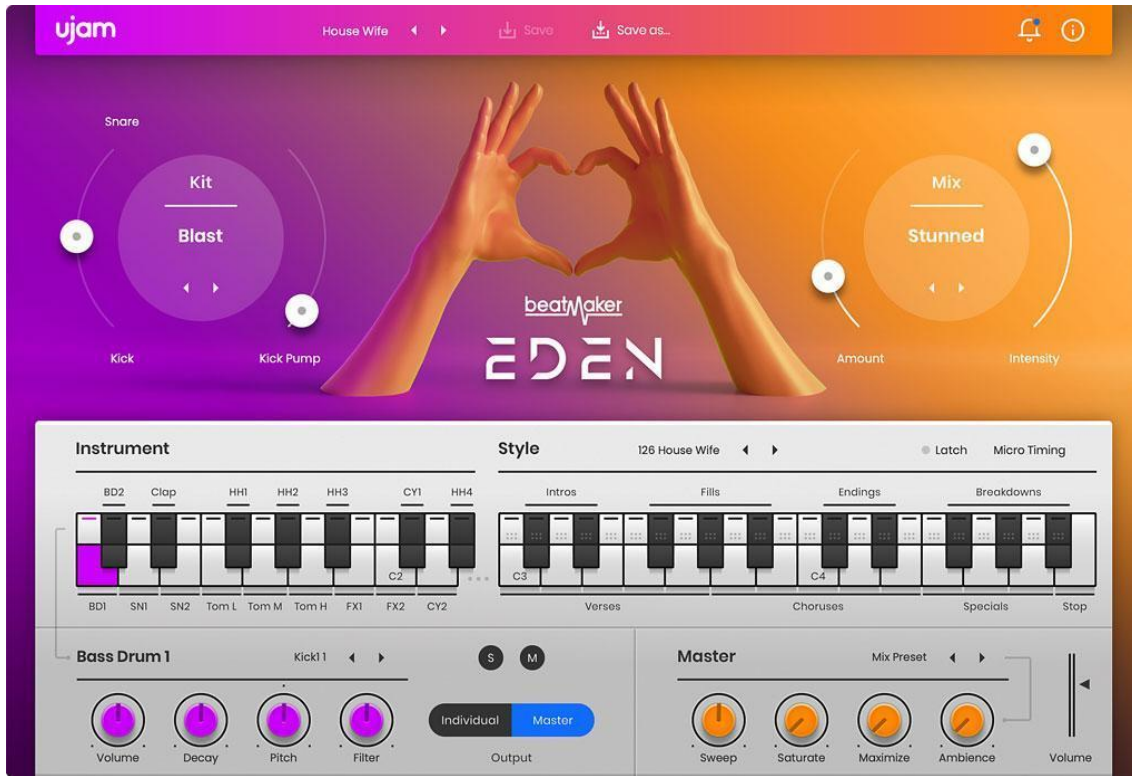 ujam
House Wife
Save
Save as...
Snare
Kit
Blast
Kick
Kick Pump
beatMaker
EDEN
Mix
Stunned
Amount
Intensity
Instrument
BD2 Clap HH1 HH2 HH3 CY1 HH4
C2
BD1 SN1 SN2 Tom L Tom M Tom H FX1 FX2 CY2
Style
126 House Wife
Latch
Micro Timing
Intros Fills Endings Breakdowns
C3 C4
Verses Choruses Specials Stop
Bass Drum 1
Kick1 1
S M
Volume Decay Pitch Filter
Individual Master
Output
Master
Mix Preset
Sweep Saturate Maximize Ambience
Volume